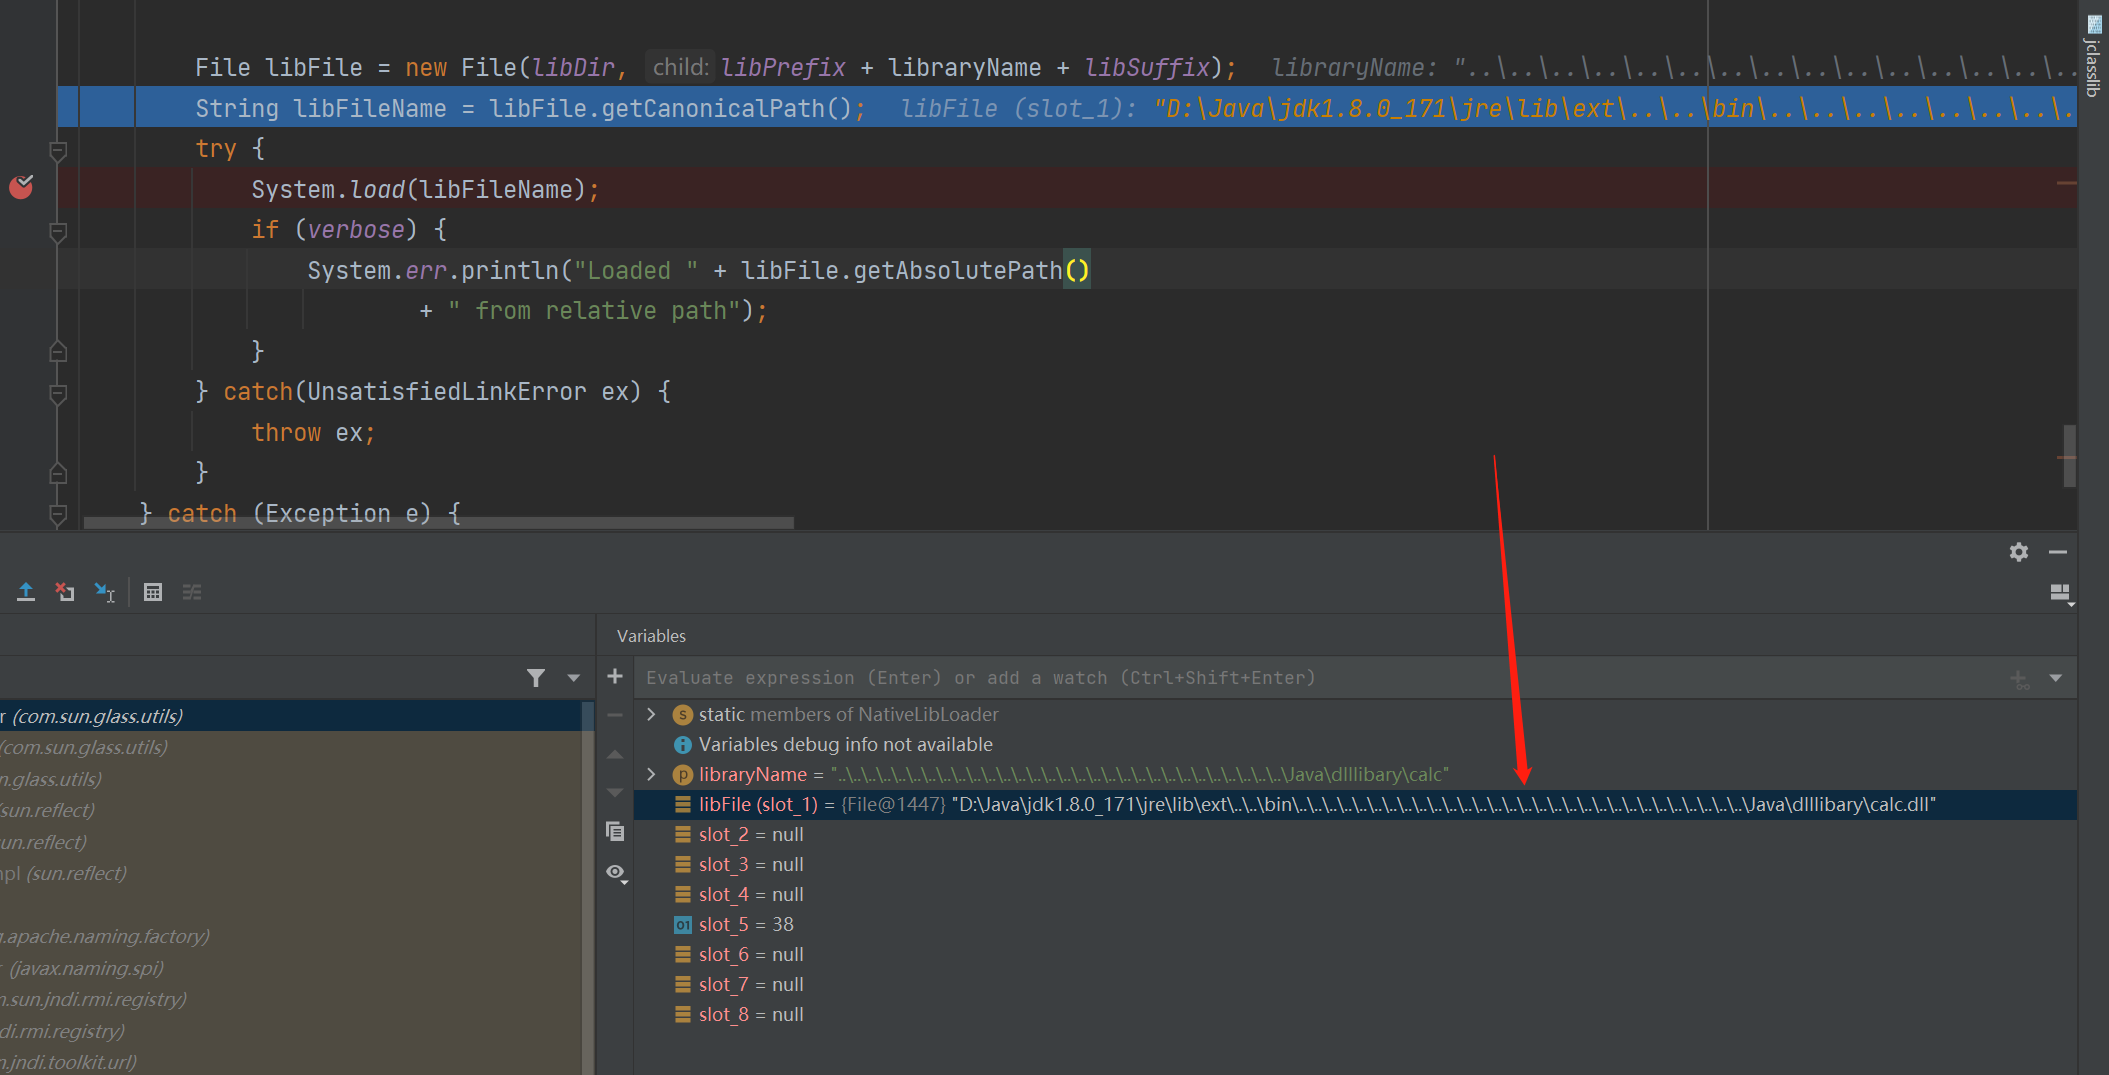 File libFile = new File(libDir, child: libPrefix + libraryName + libSuffix); libraryName: "..\..\..\..\..\..\..\..\..\..\..\..\..\..\..
String libFileName = libFile.getCanonicalPath(); libFile (slot_1): "D:\Java\jdk1.8.0_171\jre\lib\ext\..\..\bin\..\..\..\..\..\..\..\.
try {
System.load(libFileName);
if (verbose) {
System.err.println("Loaded " + libFile.getAbsolutePath()
+ " from relative path");
}
} catch(UnsatisfiedLinkError ex) {
throw ex;
}
} catch (Exception e) {
jclasslib
Variables
Evaluate expression (Enter) or add a watch (Ctrl+Shift+Enter)
r (com.sun.glass.utils)
(com.sun.glass.utils)
n.glass.utils)
(sun.reflect)
un.reflect)
npl (sun.reflect)
g.apache.naming.factory)
: (javax.naming.spi)
n.sun.jndi.rmi.registry)
di.rmi.registry)
n.jndi.toolkit.url)
static members of NativeLibLoader
Variables debug info not available
libraryName = "..\..\..\..\..\..\..\..\..\..\..\..\..\..\..\..\..\..\..\..\..\..\..\..\..\..\..\..\..\..\Java\dlllibary\calc"
libFile (slot_1) = {File@1447} "D:\Java\jdk1.8.0_171\jre\lib\ext\..\..\bin\..\..\..\..\..\..\..\..\..\..\..\..\..\..\..\..\..\..\..\..\..\..\..\..\..\..\..\..\..\..\Java\dlllibary\calc.dll"
slot_2 = null
slot_3 = null
slot_4 = null
slot_5 = 38
slot_6 = null
slot_7 = null
slot_8 = null